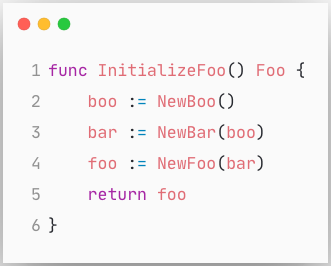 1 func InitializeFoo() Foo {
2     boo := NewBoo()
3     bar := NewBar(boo)
4     foo := NewFoo(bar)
5     return foo
6 }